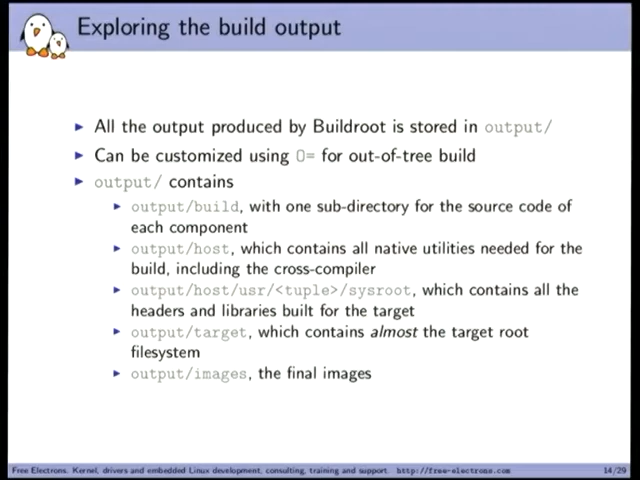 Exploring the build output
▶ All the output produced by Buildroot is stored in output/
▶ Can be customized using O= for out-of-tree build
▶ output/ contains
▶ output/build, with one sub-directory for the source code of
each component
▶ output/host, which contains all native utilities needed for the
build, including the cross-compiler
▶ output/host/usr/<tuple>/sysroot, which contains all the
headers and libraries built for the target
▶ output/target, which contains almost the target root
filesystem
▶ output/images, the final images
Free Electrons. Kernel, drivers and embedded Linux development, consulting, training and support. http://free-electrons.com 14/29